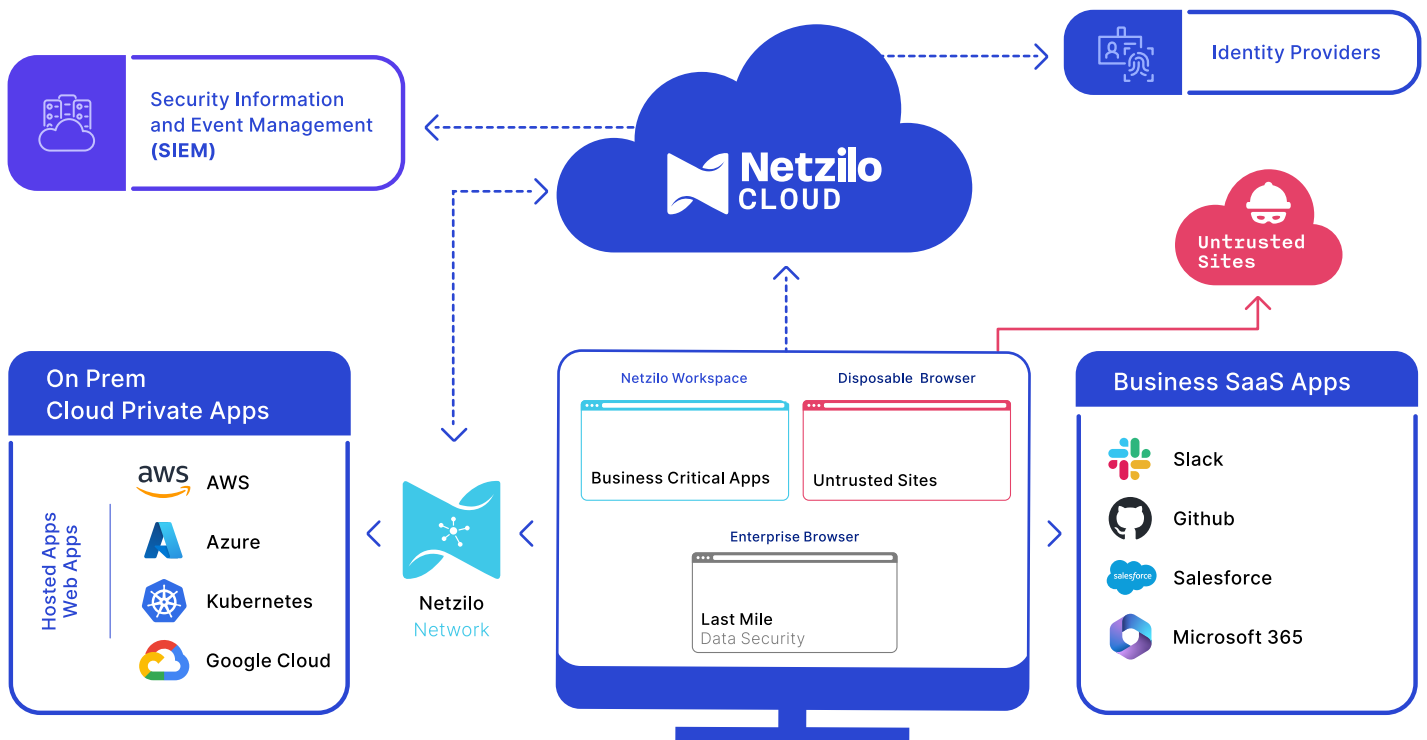 Security Information
and Event Management
(SIEM)
Netzilo
CLOUD
Identity Providers
Untrusted
Sites
On Prem
Cloud Private Apps
Hosted Apps
Web Apps
aws
AWS
Azure
Kubernetes
Google Cloud
Netzilo
Network
Netzilo Workspace
Business Critical Apps
Disposable Browser
Untrusted Sites
Enterprise Browser
Last Mile
Data Security
Business SaaS Apps
Slack
Github
salesforce
Salesforce
Microsoft 365